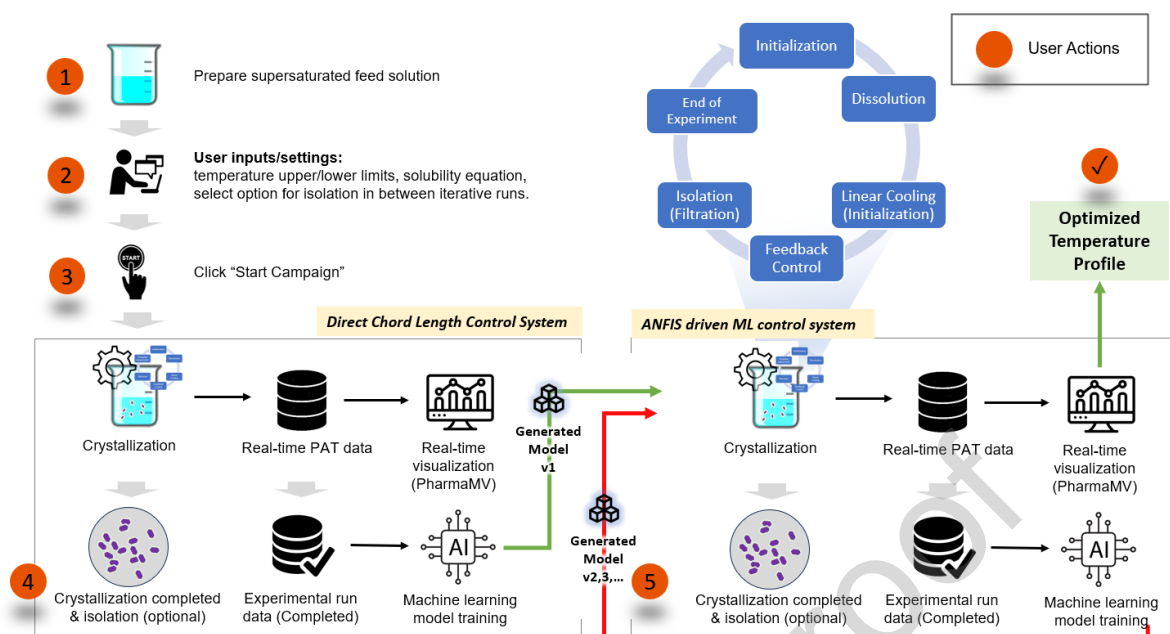 1
Prepare supersaturated feed solution
2
User inputs/settings:
temperature upper/lower limits, solubility equation,
select option for isolation in between iterative runs.
3
START
Click “Start Campaign”
Initialization
Dissolution
Linear Cooling
(Initialization)
Feedback
Control
Isolation
(Filtration)
End of
Experiment
User Actions
✓
Optimized
Temperature
Profile
Direct Chord Length Control System
Crystallization
Real-time PAT data
Real-time
visualization
(PharmaMV)
Generated
Model
v1
4
Crystallization completed
& isolation (optional)
Experimental run
data (Completed)
AI
Machine learning
model training
Generated
Model
v2,3,...
ANFIS driven ML control system
Crystallization
Real-time PAT data
Real-time
visualization
(PharmaMV)
5
Crystallization completed
& isolation (optional)
Experimental run
data (Completed)
AI
Machine learning
model training
roof